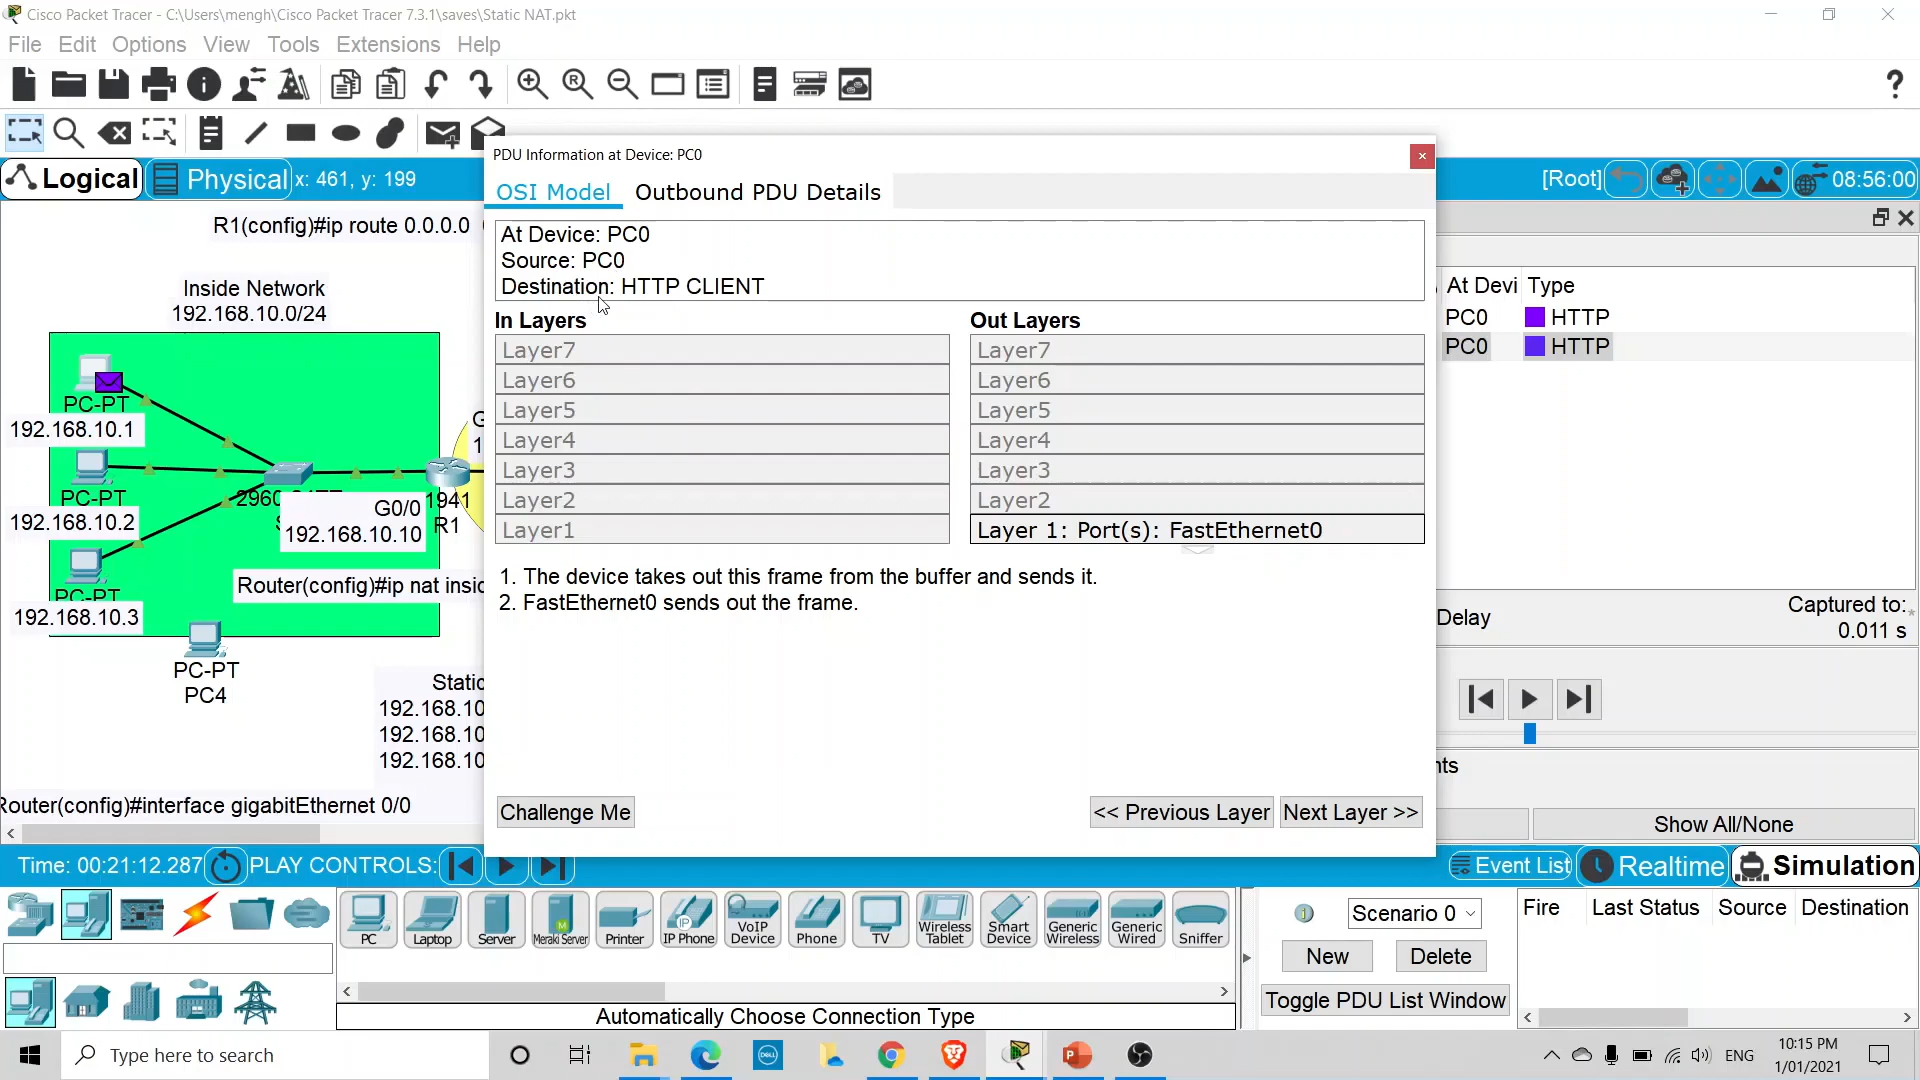 Cisco Packet Tracer - C:\Users\mengh\Cisco Packet Tracer 7.3.1\saves\Static NAT.pkt
File Edit Options View Tools Extensions Help
Logical
Physical
x: 461, y: 199
[Root]
08:56:00
R1(config)#ip route 0.0.0.0
Inside Network
192.168.10.0/24
PC-PT
192.168.10.1
PC-PT
192.168.10.2
PC-PT
192.168.10.3
G0/0
192.168.10.10
1941
R1
Router(config)#ip nat insid
PC-PT
PC4
Static
192.168.10
192.168.10
192.168.10
Router(config)#interface gigabitEthernet 0/0
PDU Information at Device: PC0
OSI Model
Outbound PDU Details
At Device: PC0
Source: PC0
Destination: HTTP CLIENT
In Layers
Layer7
Layer6
Layer5
Layer4
Layer3
Layer2
Layer1
Out Layers
Layer7
Layer6
Layer5
Layer4
Layer3
Layer2
Layer 1: Port(s): FastEthernet0
1. The device takes out this frame from the buffer and sends it.
2. FastEthernet0 sends out the frame.
Challenge Me
<< Previous Layer
Next Layer >>
At Devi Type
PC0 HTTP
PC0 HTTP
Delay
Captured to:
0.011 s
Show All/None
Time: 00:21:12.287
PLAY CONTROLS:
Event List
Realtime
Simulation
PC
Laptop
Server
Meraki Server
Printer
IP Phone
VoIP Device
Phone
TV
Wireless Tablet
Smart Device
Generic Wireless
Generic Wired
Sniffer
Automatically Choose Connection Type
Scenario 0
New
Delete
Toggle PDU List Window
Fire Last Status Source Destination
Type here to search
DELL
ENG
10:15 PM
1/01/2021